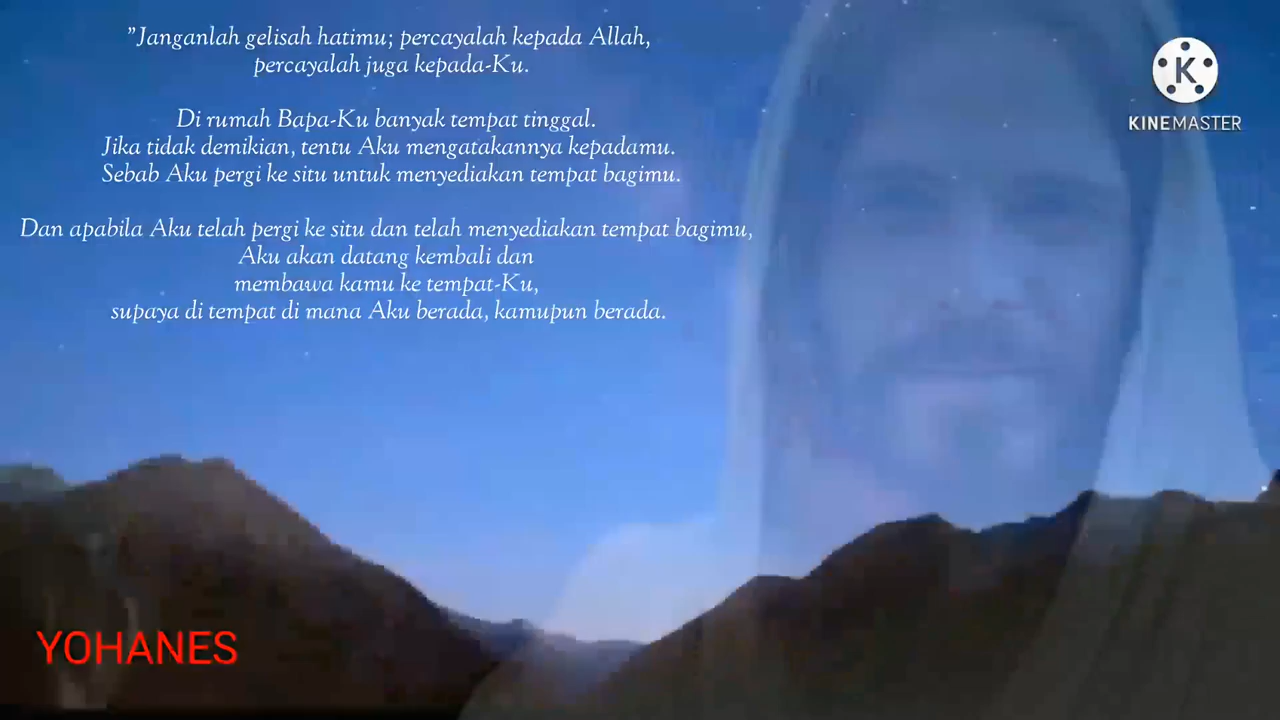 ”Janganlah gelisah hatimu; percayalah kepada Allah,
percayalah juga kepada-Ku.
Di rumah Bapa-Ku banyak tempat tinggal.
Jika tidak demikian, tentu Aku mengatakannya kepadamu.
Sebab Aku pergi ke situ untuk menyediakan tempat bagimu.
Dan apabila Aku telah pergi ke situ dan telah menyediakan tempat bagimu,
Aku akan datang kembali dan
membawa kamu ke tempat-Ku,
supaya di tempat di mana Aku berada, kamupun berada.
K
KINEMASTER
YOHANES